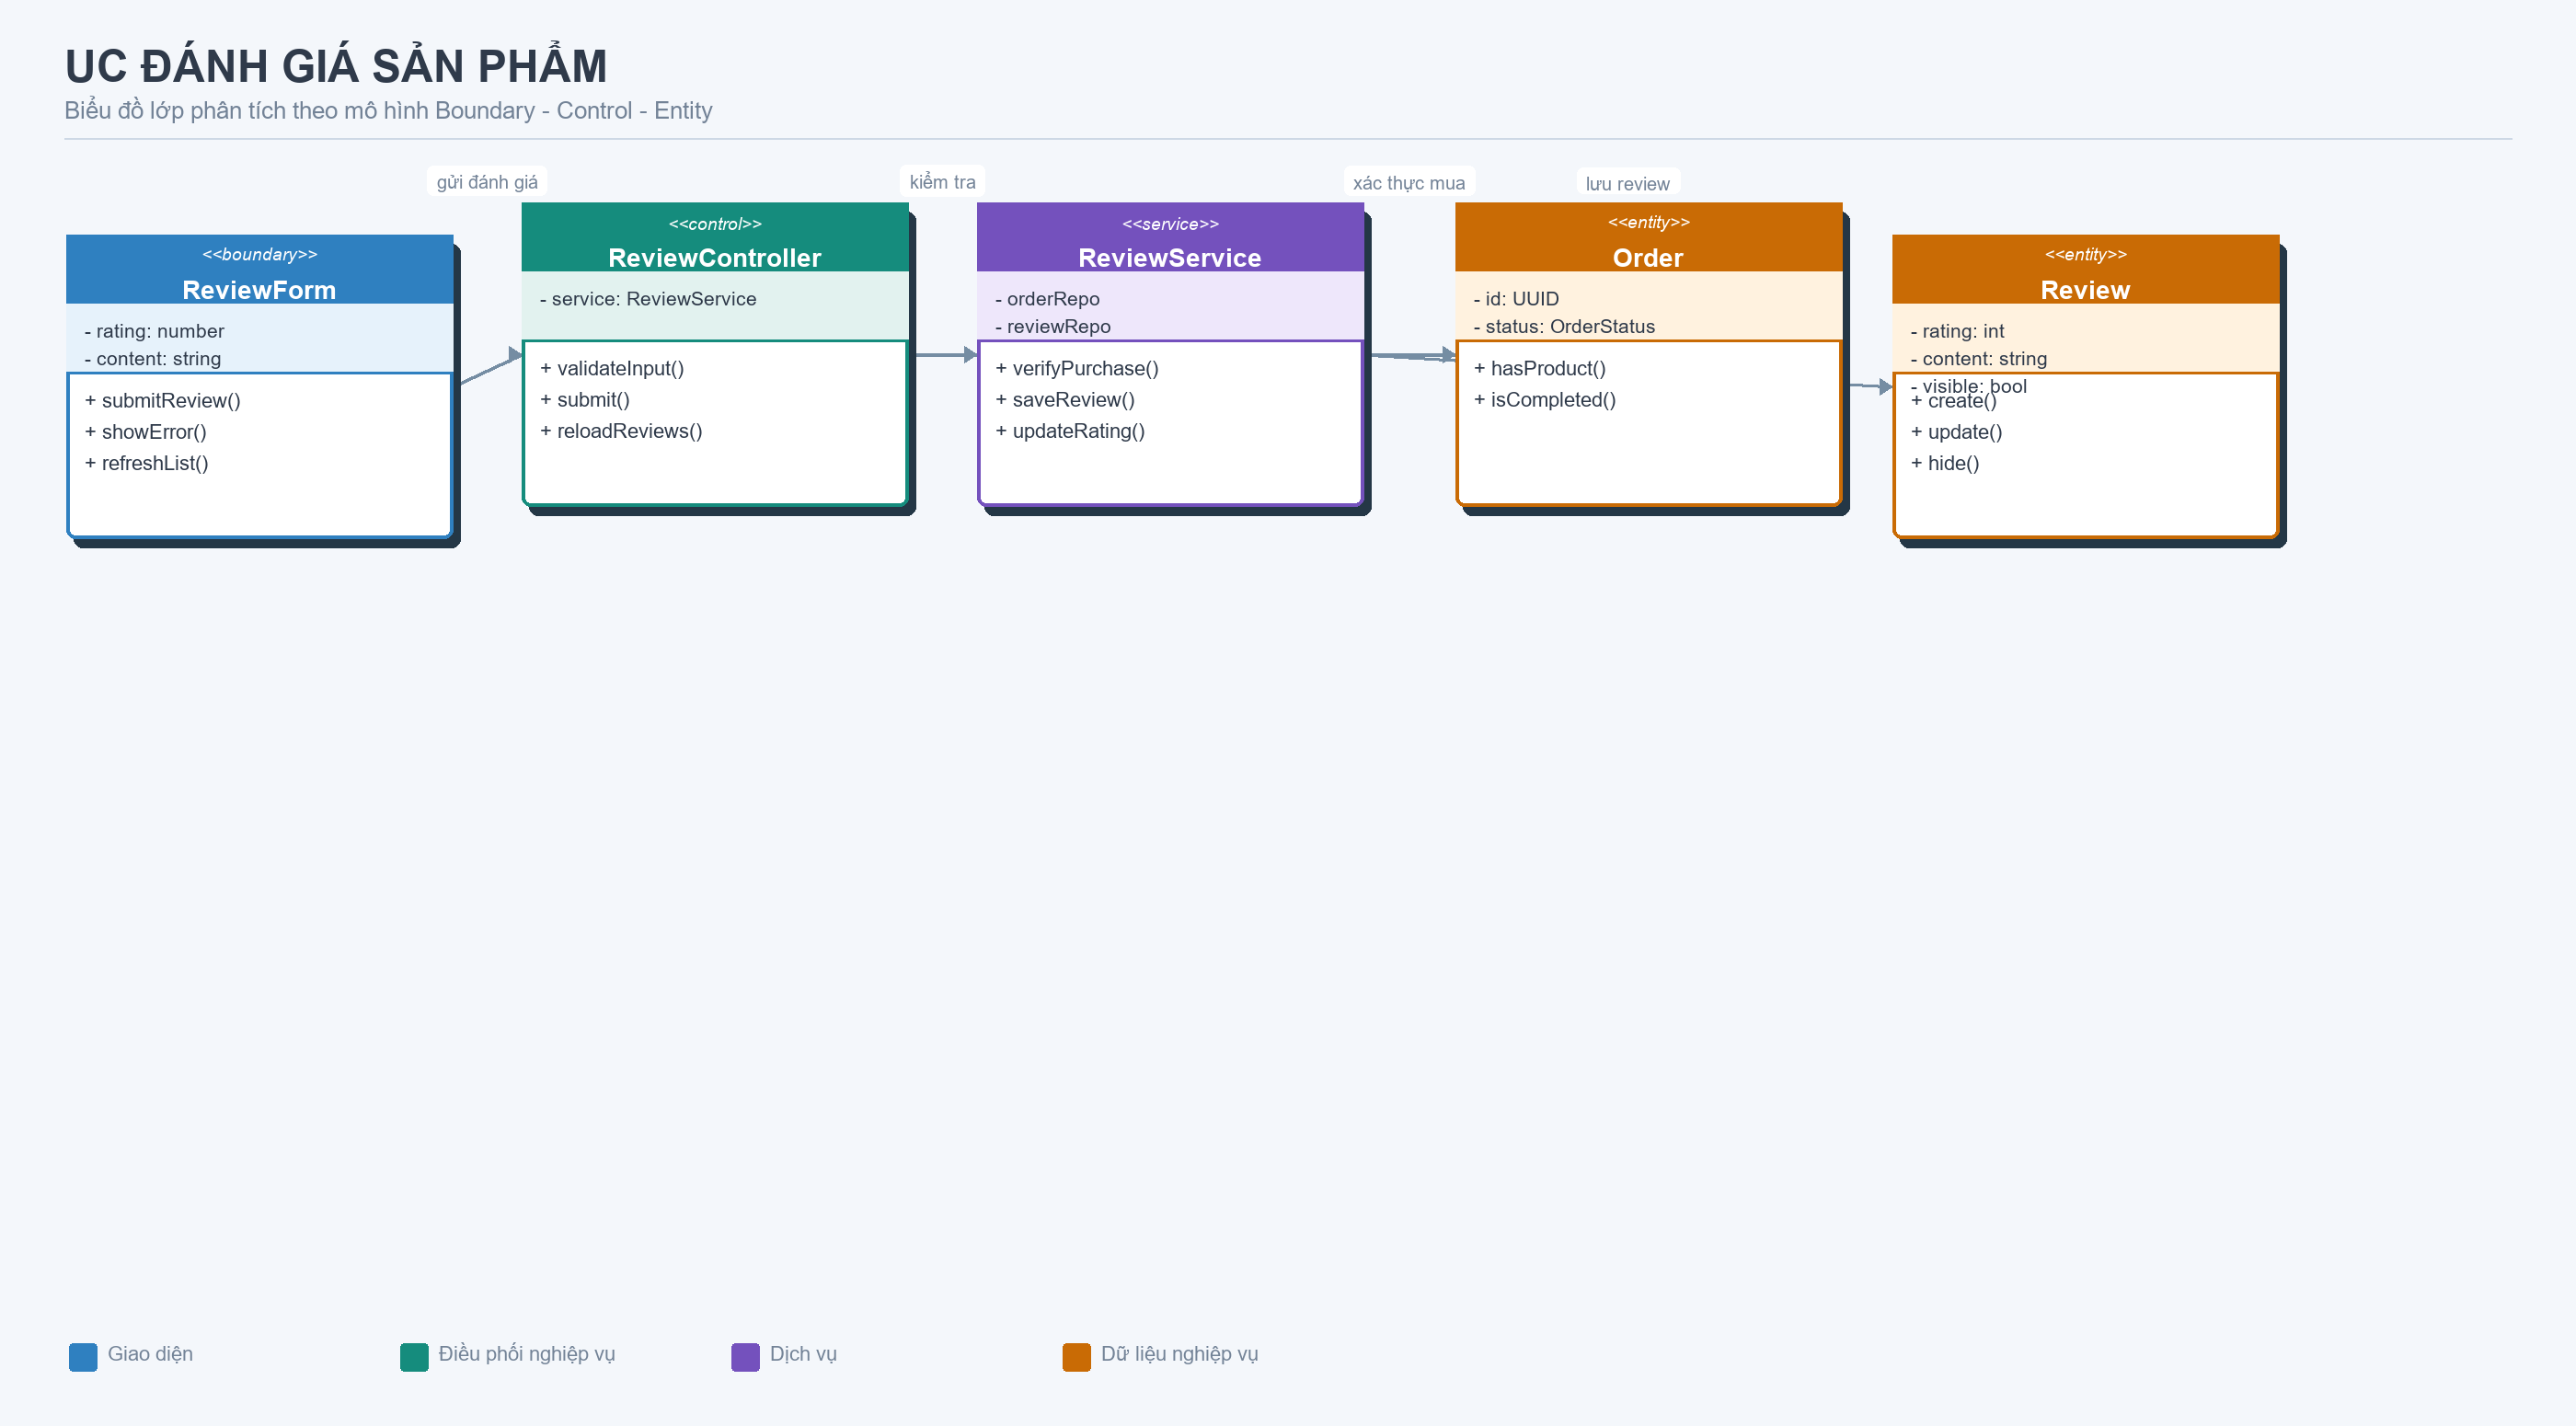 UC ĐÁNH GIÁ SẢN PHẨM
Biểu đồ lớp phân tích theo mô hình Boundary - Control - Entity
gửi đánh giá
kiểm tra
xác thực mua
lưu review
<<boundary>>
ReviewForm
- rating: number
- content: string
+ submitReview()
+ showError()
+ refreshList()
<<control>>
ReviewController
- service: ReviewService
+ validateInput()
+ submit()
+ reloadReviews()
<<service>>
ReviewService
- orderRepo
- reviewRepo
+ verifyPurchase()
+ saveReview()
+ updateRating()
<<entity>>
Order
- id: UUID
- status: OrderStatus
+ hasProduct()
+ isCompleted()
<<entity>>
Review
- rating: int
- content: string
- visible: bool
+ create()
+ update()
+ hide()
Giao diện
Điều phối nghiệp vụ
Dịch vụ
Dữ liệu nghiệp vụ